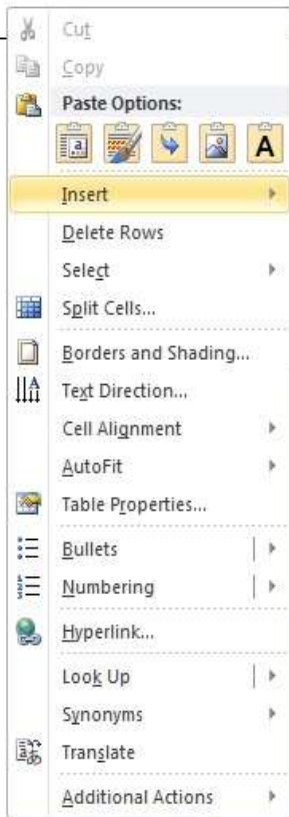 Cut
Copy
Paste Options:
A
Insert
Delete Rows
Select
Split Cells...
Borders and Shading...
Text Direction...
Cell Alignment
AutoFit
Table Properties...
Bullets
Numbering
Hyperlink...
Look Up
Synonyms
Translate
Additional Actions